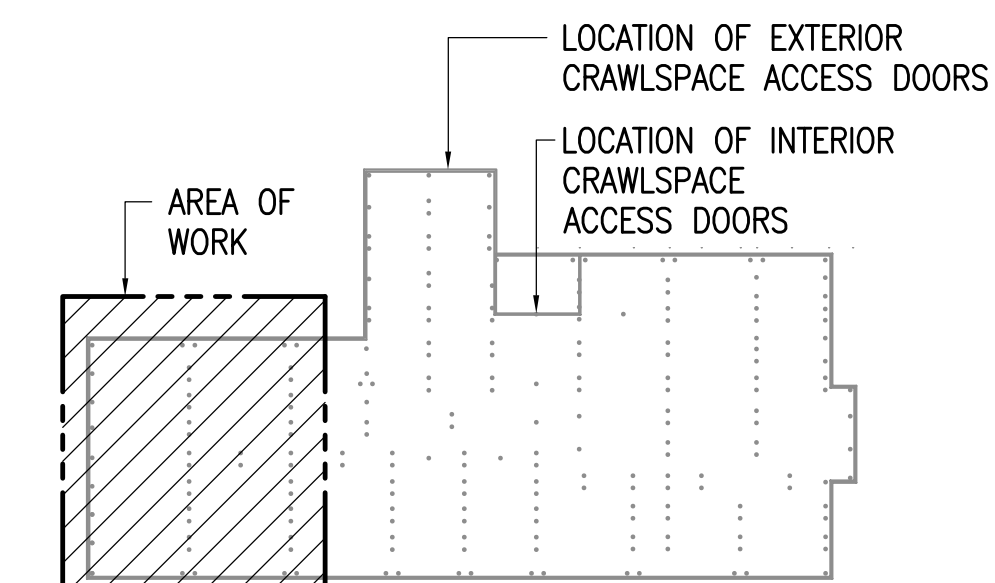 LOCATION OF EXTERIOR
CRAWLSPACE ACCESS DOORS
LOCATION OF INTERIOR
CRAWLSPACE
ACCESS DOORS
AREA OF
WORK